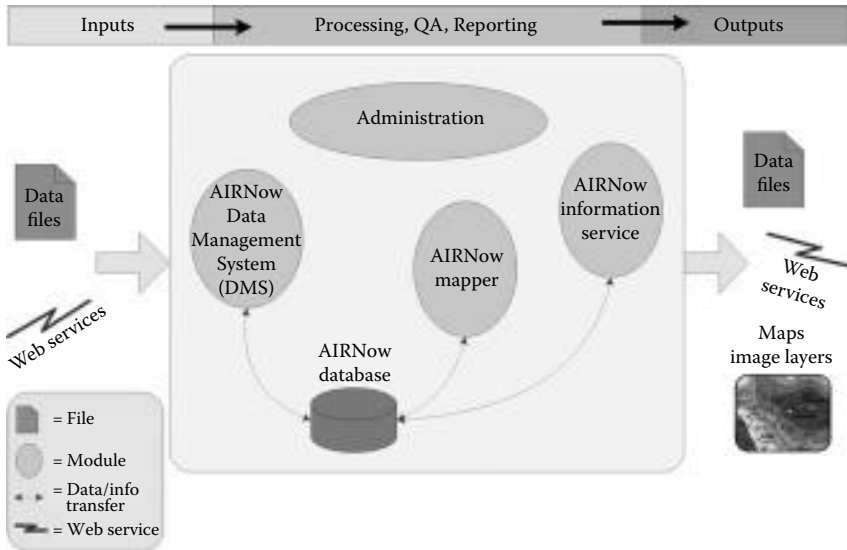 Inputs
Processing, QA, Reporting
Outputs
Administration
Data
files
AIRNow
Data
Management
System
(DMS)
AIRNow
mapper
AIRNow
information
service
Data
files
Web services
Web
services
AIRNow
database
Maps
image layers
= File
= Module
= Data/info
transfer
= Web service